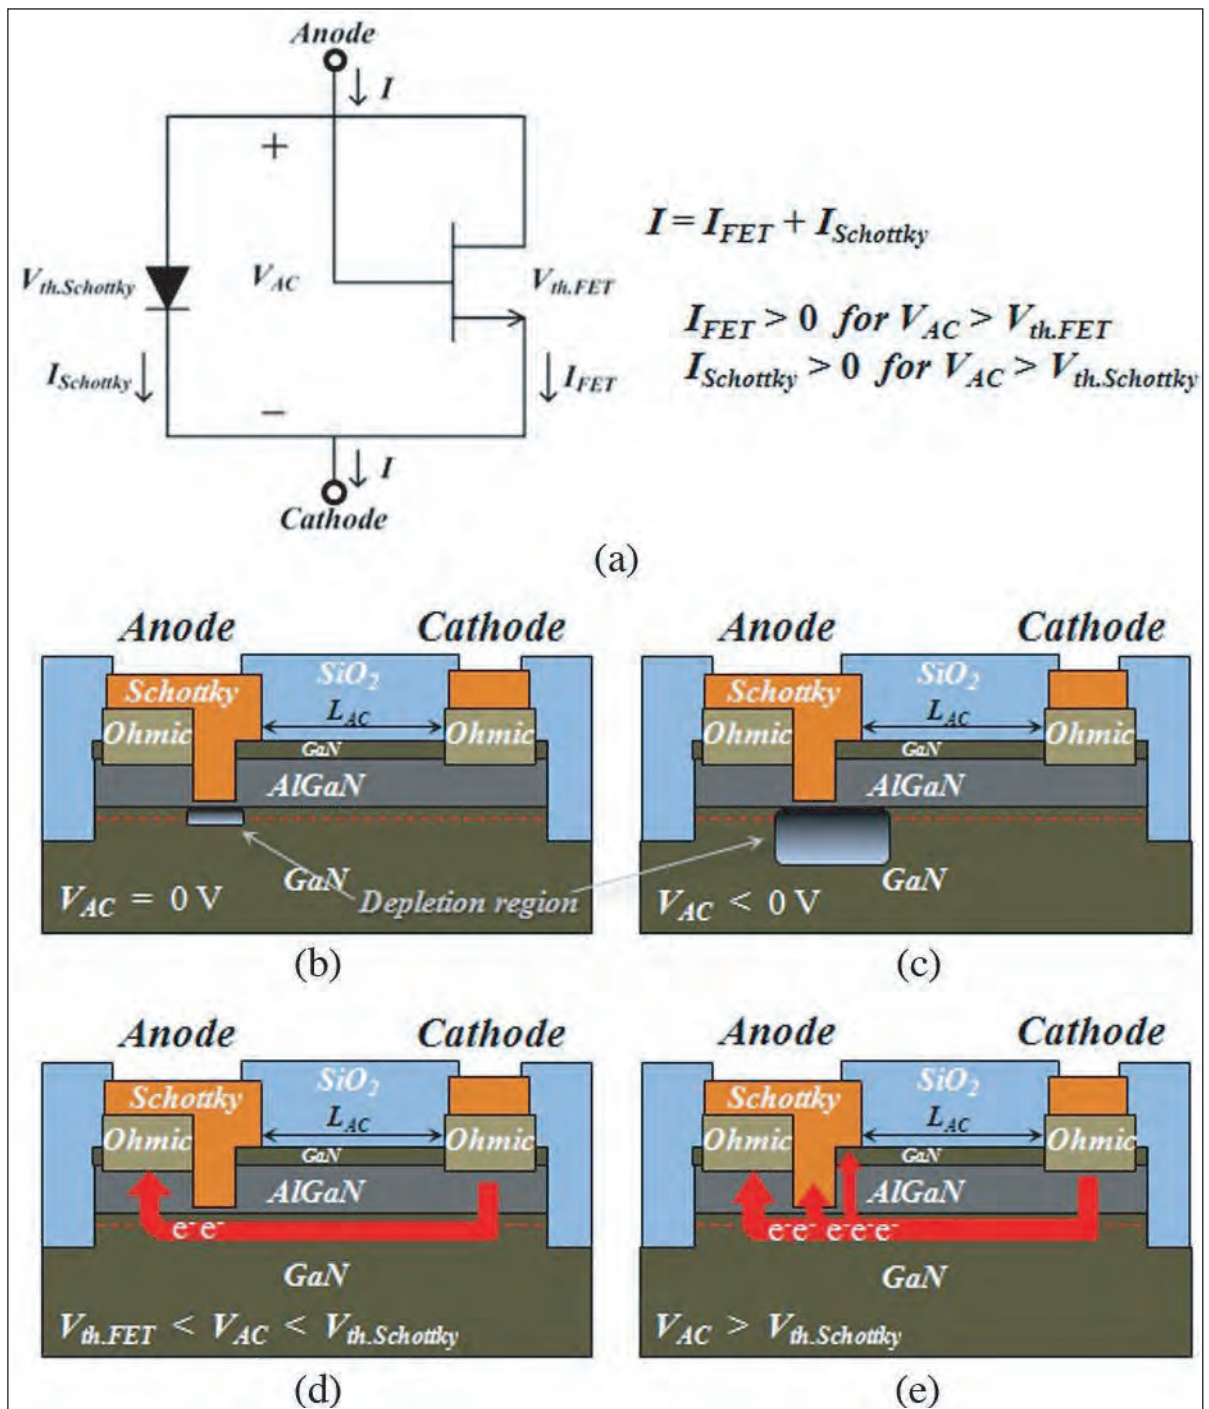 Anode
I
+
I = I_FET + I_Schottky
V_th.Schottky
V_AC
V_th.FET
I_FET > 0 for V_AC > V_th.FET
I_Schottky > 0 for V_AC > V_th.Schottky
I_Schottky
I_FET
−
I
Cathode
(a)
Anode
Cathode
SiO2
Schottky
L_AC
Ohmic
Ohmic
GaN
AlGaN
GaN
V_AC = 0 V
Depletion region
(b)
Anode
Cathode
SiO2
Schottky
L_AC
Ohmic
Ohmic
GaN
AlGaN
GaN
V_AC < 0 V
(c)
Anode
Cathode
SiO2
Schottky
L_AC
Ohmic
Ohmic
GaN
AlGaN
e- e-
GaN
V_th.FET < V_AC < V_th.Schottky
(d)
Anode
Cathode
SiO2
Schottky
L_AC
Ohmic
Ohmic
GaN
AlGaN
e-e- e-e-e-
GaN
V_AC > V_th.Schottky
(e)